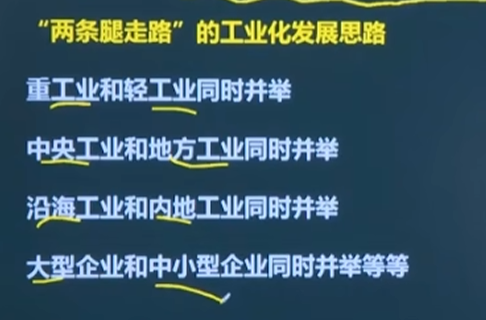 “两条腿走路”的工业化发展思路
重工业和轻工业同时并举
中央工业和地方工业同时并举
沿海工业和内地工业同时并举
大型企业和中小型企业同时并举等等